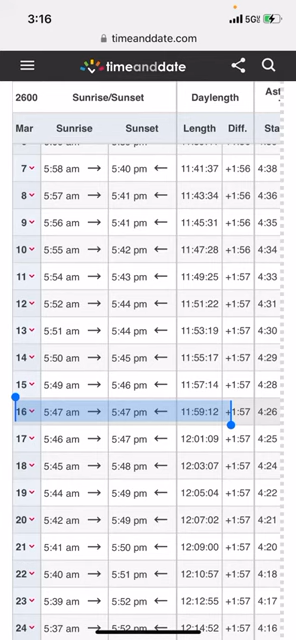 3:16
5G
timeanddate.com
timeanddate
2600 Sunrise/Sunset Daylength Ast
Mar Sunrise Sunset Length Diff. Sta
7 5:58 am → 5:40 pm ← 11:41:37 +1:56 4:38
8 5:57 am → 5:41 pm ← 11:43:34 +1:56 4:36
9 5:56 am → 5:41 pm ← 11:45:31 +1:56 4:35
10 5:55 am → 5:42 pm ← 11:47:28 +1:56 4:34
11 5:54 am → 5:43 pm ← 11:49:25 +1:57 4:33
12 5:52 am → 5:44 pm ← 11:51:22 +1:57 4:31
13 5:51 am → 5:44 pm ← 11:53:19 +1:57 4:30
14 5:50 am → 5:45 pm ← 11:55:17 +1:57 4:29
15 5:49 am → 5:46 pm ← 11:57:14 +1:57 4:28
16 5:47 am → 5:47 pm ← 11:59:12 +1:57 4:26
17 5:46 am → 5:47 pm ← 12:01:09 +1:57 4:25
18 5:45 am → 5:48 pm ← 12:03:07 +1:57 4:24
19 5:44 am → 5:49 pm ← 12:05:04 +1:57 4:22
20 5:42 am → 5:49 pm ← 12:07:02 +1:57 4:21
21 5:41 am → 5:50 pm ← 12:09:00 +1:57 4:20
22 5:40 am → 5:51 pm ← 12:10:57 +1:57 4:18
23 5:39 am → 5:52 pm ← 12:12:55 +1:57 4:17
24 5:37 am → 5:52 pm ← 12:14:52 +1:57 4:16